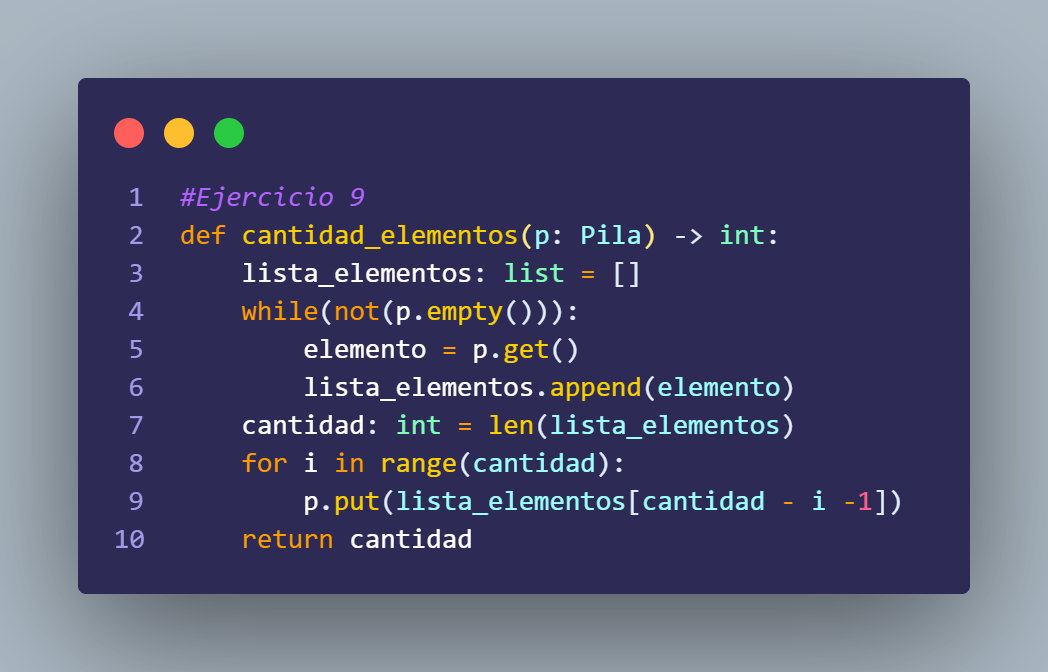 1 #Ejercicio 9
2 def cantidad_elementos(p: Pila) -> int:
3     lista_elementos: list = []
4     while(not(p.empty())):
5         elemento = p.get()
6         lista_elementos.append(elemento)
7     cantidad: int = len(lista_elementos)
8     for i in range(cantidad):
9         p.put(lista_elementos[cantidad - i -1])
10     return cantidad